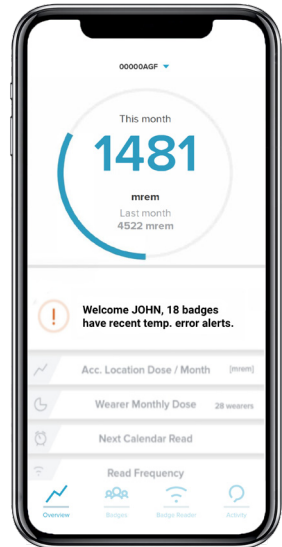 00000AGF
This month
1481
mrem
Last month
4522 mrem
Welcome JOHN, 18 badges
have recent temp. error alerts.
Acc. Location Dose / Month [mrem]
Wearer Monthly Dose 28 wearers
Next Calendar Read
Read Frequency
Overview Badges Badge Reader Activity